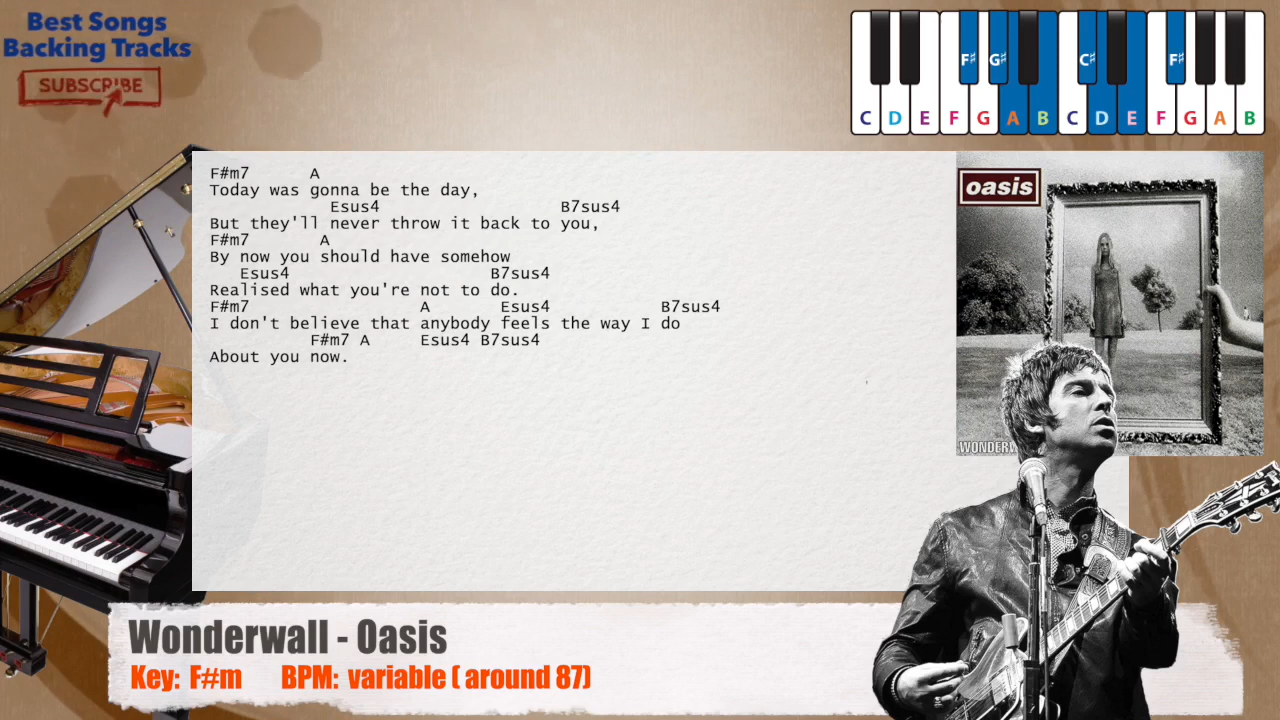 Best Songs
Backing Tracks
SUBSCRIBE
F# G# C# F#
C D E F G A B C D E F G A B
F#m7 A
Today was gonna be the day,
Esus4 B7sus4
But they'll never throw it back to you,
F#m7 A
By now you should have somehow
Esus4 B7sus4
Realised what you're not to do.
F#m7 A Esus4 B7sus4
I don't believe that anybody feels the way I do
F#m7 A Esus4 B7sus4
About you now.
oasis
WONDERW
Wonderwall - Oasis
Key: F#m BPM: variable ( around 87)